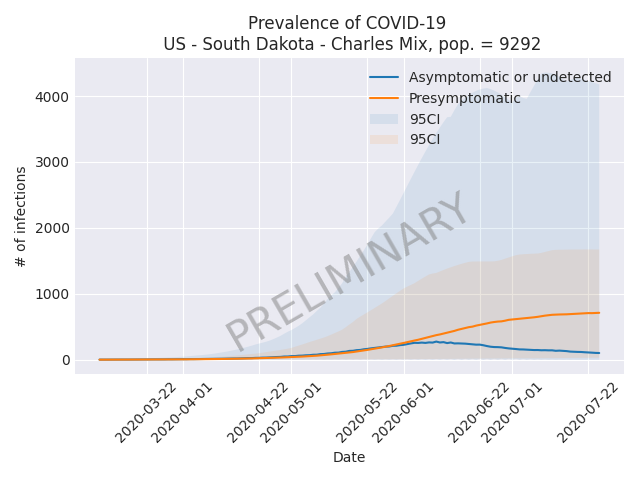 Prevalence of COVID-19
US - South Dakota - Charles Mix, pop. = 9292
Asymptomatic or undetected
Presymptomatic
95CI
95CI
# of infections
4000
3000
2000
1000
0
PRELIMINARY
2020-03-22
2020-04-01
2020-04-22
2020-05-01
2020-05-22
2020-06-01
2020-06-22
2020-07-01
2020-07-22
Date